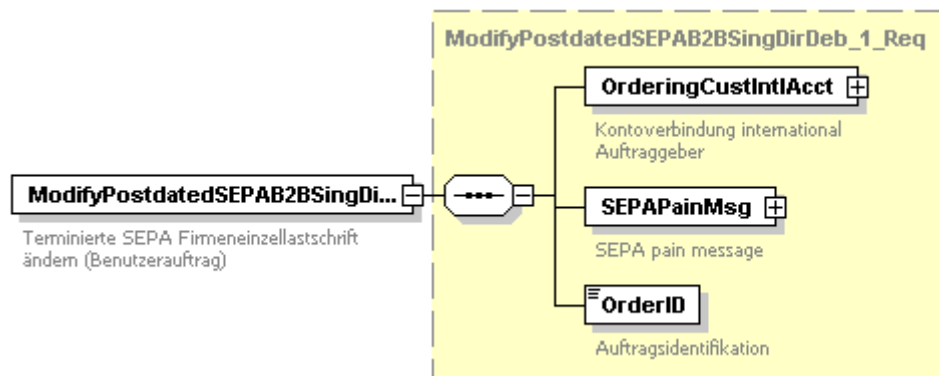 ModifyPostdatedSEPAB2BSingDirDeb_1_Req
OrderingCustIntlAcct
Kontoverbindung international
Auftraggeber
ModifyPostdatedSEPAB2BSingDi...
Terminierte SEPA Firmeneinzellastschrift
ändern (Benutzerauftrag)
SEPAPainMsg
SEPA pain message
OrderID
Auftragsidentifikation